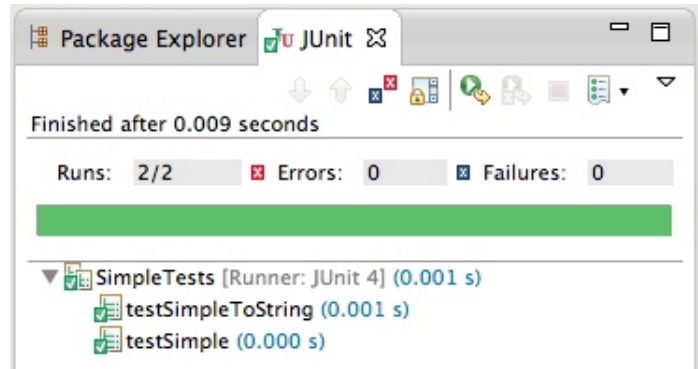 Package Explorer JUnit
Finished after 0.009 seconds
Runs: 2/2 Errors: 0 Failures: 0
SimpleTests [Runner: JUnit 4] (0.001 s)
testSimpleToString (0.001 s)
testSimple (0.000 s)